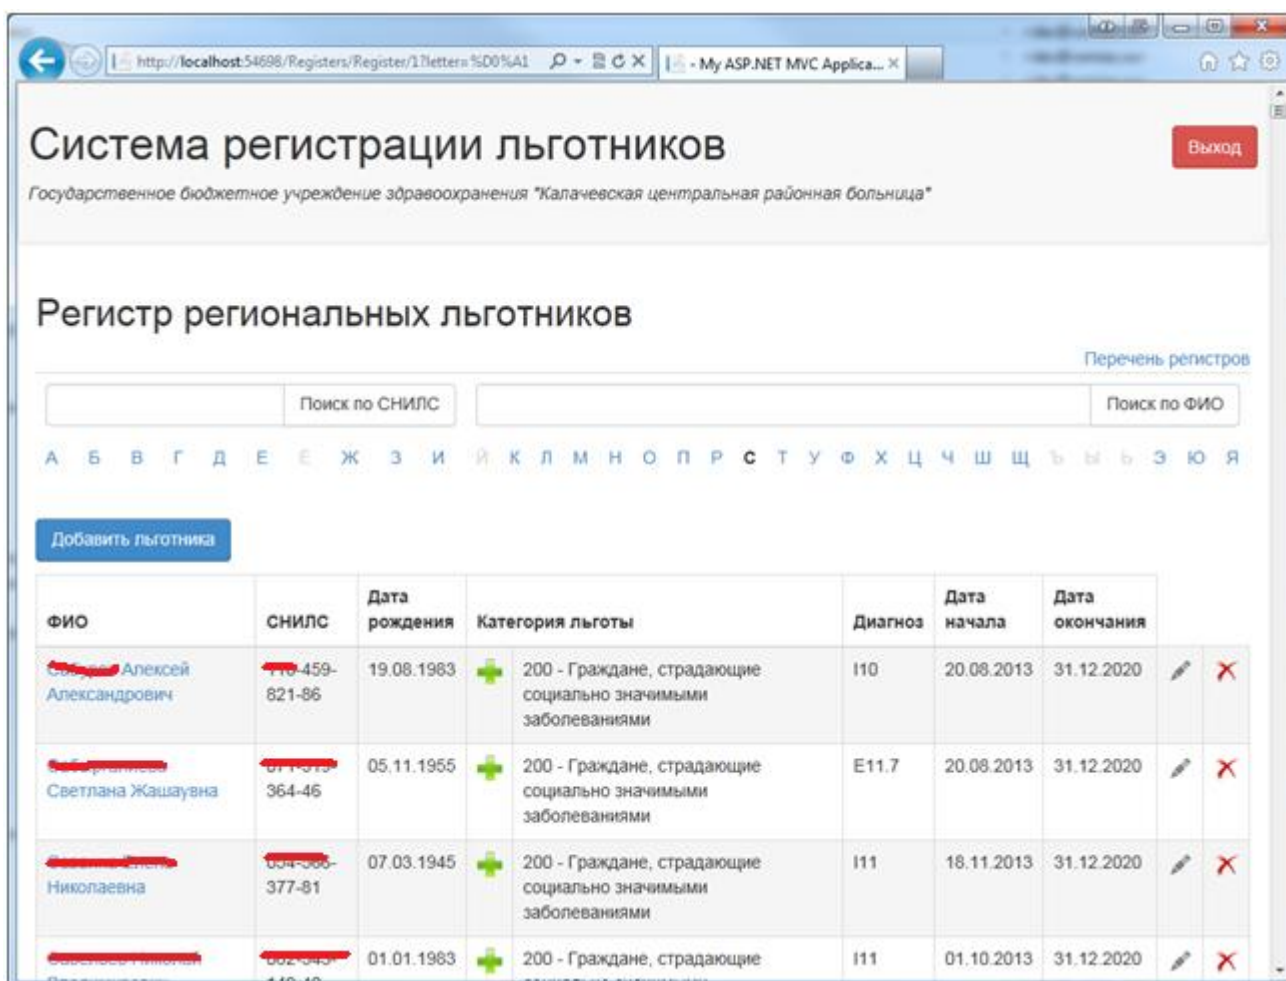 http://localhost:54698/Registers/Register/1?letter=%D0%A1
- My ASP.NET MVC Applica...
Система регистрации льготников
Выход
Государственное бюджетное учреждение здравоохранения "Калачевская центральная районная больница"
Регистр региональных льготников
Перечень регистров
Поиск по СНИЛС
Поиск по ФИО
А Б В Г Д Е Ё Ж З И Й К Л М Н О П Р С Т У Ф Х Ц Ч Ш Щ Ъ Ы Ь Э Ю Я
Добавить льготника
ФИО
СНИЛС
Дата
рождения
Категория льготы
Диагноз
Дата
начала
Дата
окончания
Алексей
Александрович
-459-
821-86
19.08.1983
200 - Граждане, страдающие
социально значимыми
заболеваниями
I10
20.08.2013
31.12.2020
Светлана Жашаувна
364-46
05.11.1955
200 - Граждане, страдающие
социально значимыми
заболеваниями
E11.7
20.08.2013
31.12.2020
Николаевна
377-81
07.03.1945
200 - Граждане, страдающие
социально значимыми
заболеваниями
I11
18.11.2013
31.12.2020
01.01.1983
200 - Граждане, страдающие
I11
01.10.2013
31.12.2020